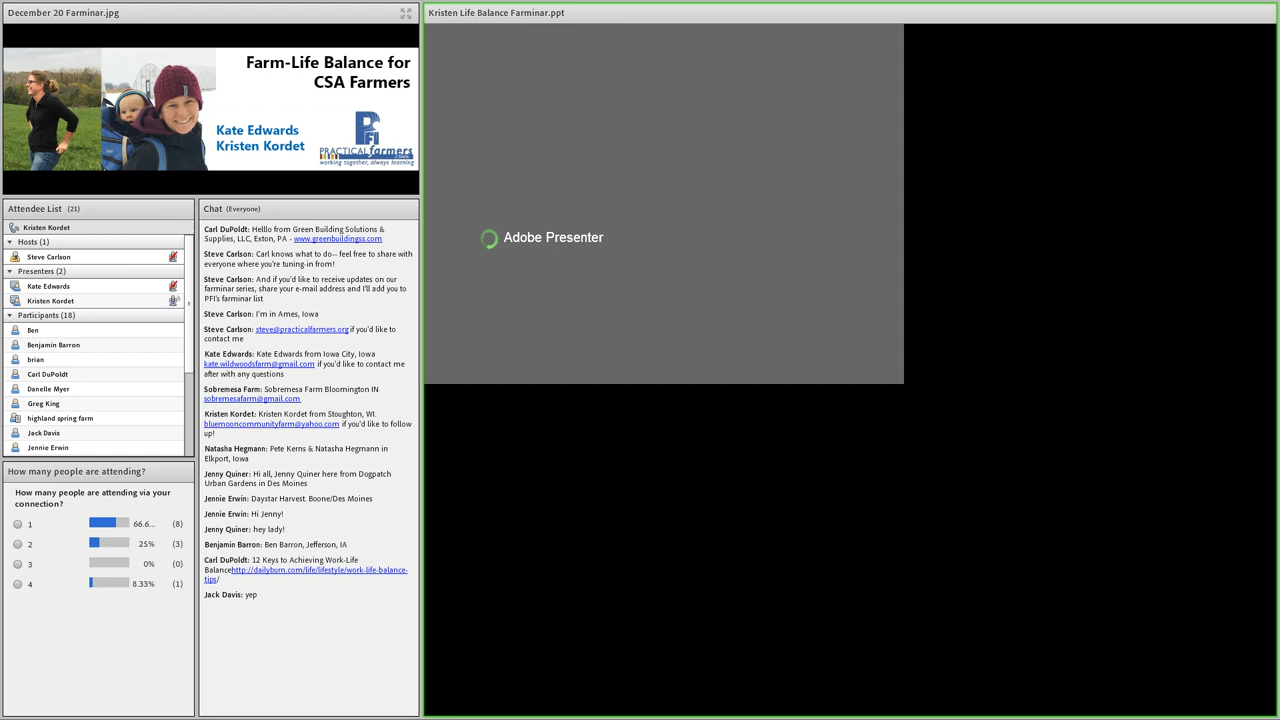 December 20 Farminar.jpg
Farm-Life Balance for
CSA Farmers
Kate Edwards
Kristen Kordet
PFI
PRACTICAL farmers
working together, always learning
Attendee List (21)
Kristen Kordet
Hosts (1)
Steve Carlson
Presenters (2)
Kate Edwards
Kristen Kordet
Participants (18)
Ben
Benjamin Barron
brian
Carl DuPoldt
Danelle Myer
Greg King
highland spring farm
Jack Davis
Jennie Erwin
How many people are attending?
How many people are attending via your
connection?
1 66.6... (8)
2 25% (3)
3 0% (0)
4 8.33% (1)
Chat (Everyone)
Carl DuPoldt: Helllo from Green Building Solutions &
Supplies, LLC, Exton, PA - www.greenbuildingss.com
Steve Carlson: Carl knows what to do-- feel free to share with
everyone where you're tuning-in from!
Steve Carlson: And if you'd like to receive updates on our
farminar series, share your e-mail address and I'll add you to
PFI's farminar list
Steve Carlson: I'm in Ames, Iowa
Steve Carlson: steve@practicalfarmers.org if you'd like to
contact me
Kate Edwards: Kate Edwards from Iowa City, Iowa
kate.wildwoodsfarm@gmail.com if you'd like to contact me
after with any questions
Sobremesa Farm: Sobremesa Farm Bloomington IN
sobremesafarm@gmail.com
Kristen Kordet: Kristen Kordet from Stoughton, WI.
bluemooncommunityfarm@yahoo.com if you'd like to follow
up!
Natasha Hegmann: Pete Kerns & Natasha Hegmann in
Elkport, Iowa
Jenny Quiner: Hi all, Jenny Quiner here from Dogpatch
Urban Gardens in Des Moines
Jennie Erwin: Daystar Harvest. Boone/Des Moines
Jennie Erwin: Hi Jenny!
Jenny Quiner: hey lady!
Benjamin Barron: Ben Barron, Jefferson, IA
Carl DuPoldt: 12 Keys to Achieving Work-Life
Balancehttp://dailyburn.com/life/lifestyle/work-life-balance-
tips/
Jack Davis: yep
Kristen Life Balance Farminar.ppt
Adobe Presenter